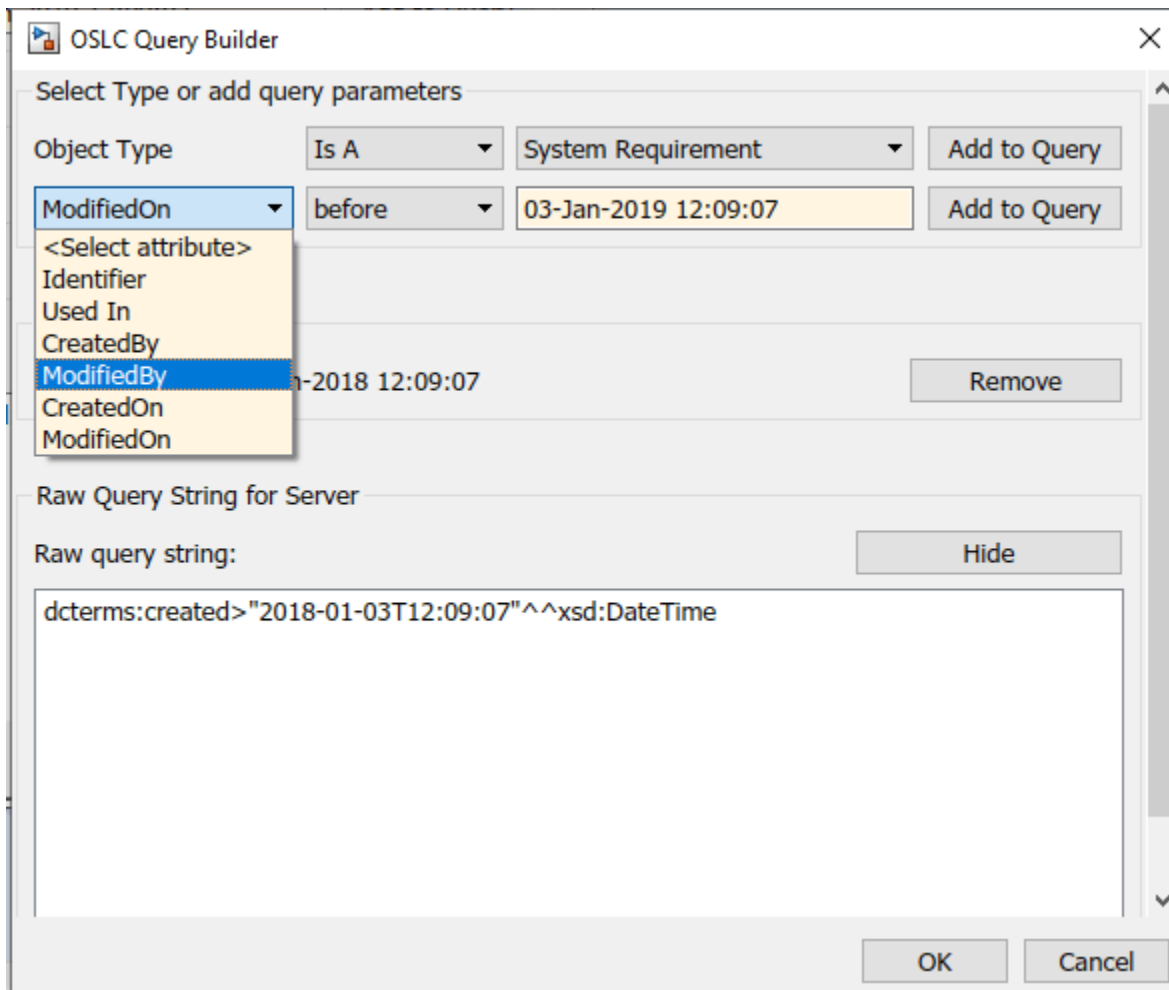 OSLC Query Builder
Select Type or add query parameters
Object Type Is A System Requirement Add to Query
ModifiedOn before 03-Jan-2019 12:09:07 Add to Query
<Select attribute>
Identifier
Used In
CreatedBy
ModifiedBy -2018 12:09:07 Remove
CreatedOn
ModifiedOn
Raw Query String for Server
Raw query string: Hide
dcterms:created>"2018-01-03T12:09:07"^^xsd:DateTime
OK Cancel